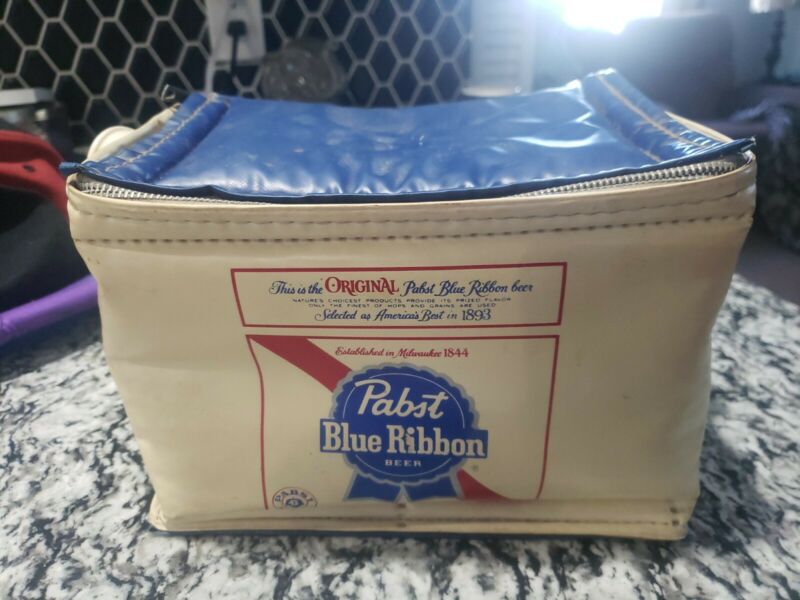 This is the ORIGINAL Pabst Blue Ribbon beer
NATURE'S CHOICEST PRODUCTS PROVIDE ITS PRIZED FLAVOR
ONLY THE FINEST OF HOPS AND GRAINS ARE USED
Selected as America's Best in 1893
Established in Milwaukee 1844
Pabst
Blue Ribbon
BEER
®
PABST